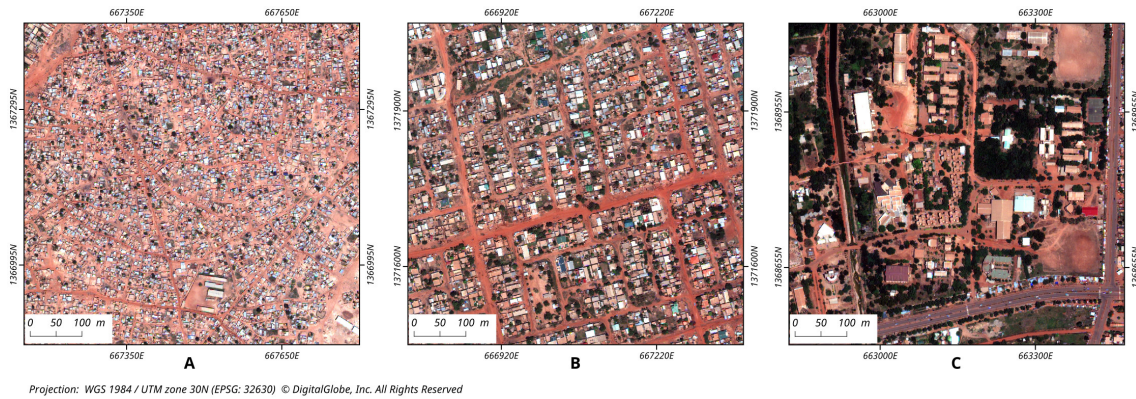 667350E 667650E 666920E 667220E 663000E 663300E
1367295N 1367295N 1371900N 1371900N 1368955N 1368955N
1366995N 1366995N 1371600N 1371600N 1368655N 1368655N
0 50 100 m 0 50 100 m 0 50 100 m
667350E 667650E 666920E 667220E 663000E 663300E
A B C
Projection: WGS 1984 / UTM zone 30N (EPSG: 32630) © DigitalGlobe, Inc. All Rights Reserved